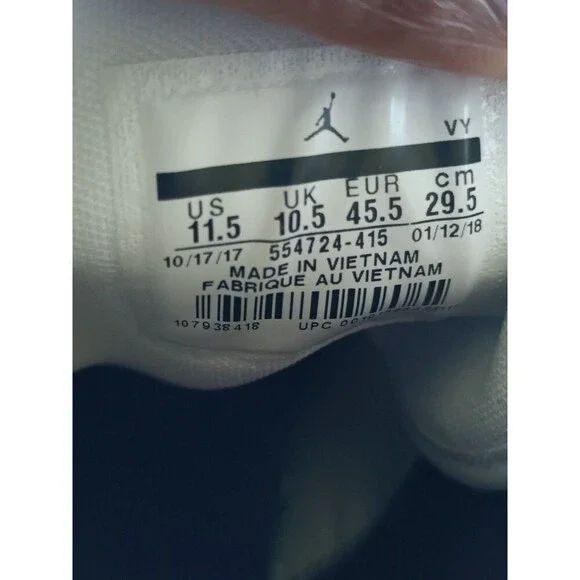 VY
US UK EUR cm
11.5 10.5 45.5 29.5
10/17/17 554724-415 01/12/18
MADE IN VIETNAM
FABRIQUE AU VIETNAM
107938418 UPC